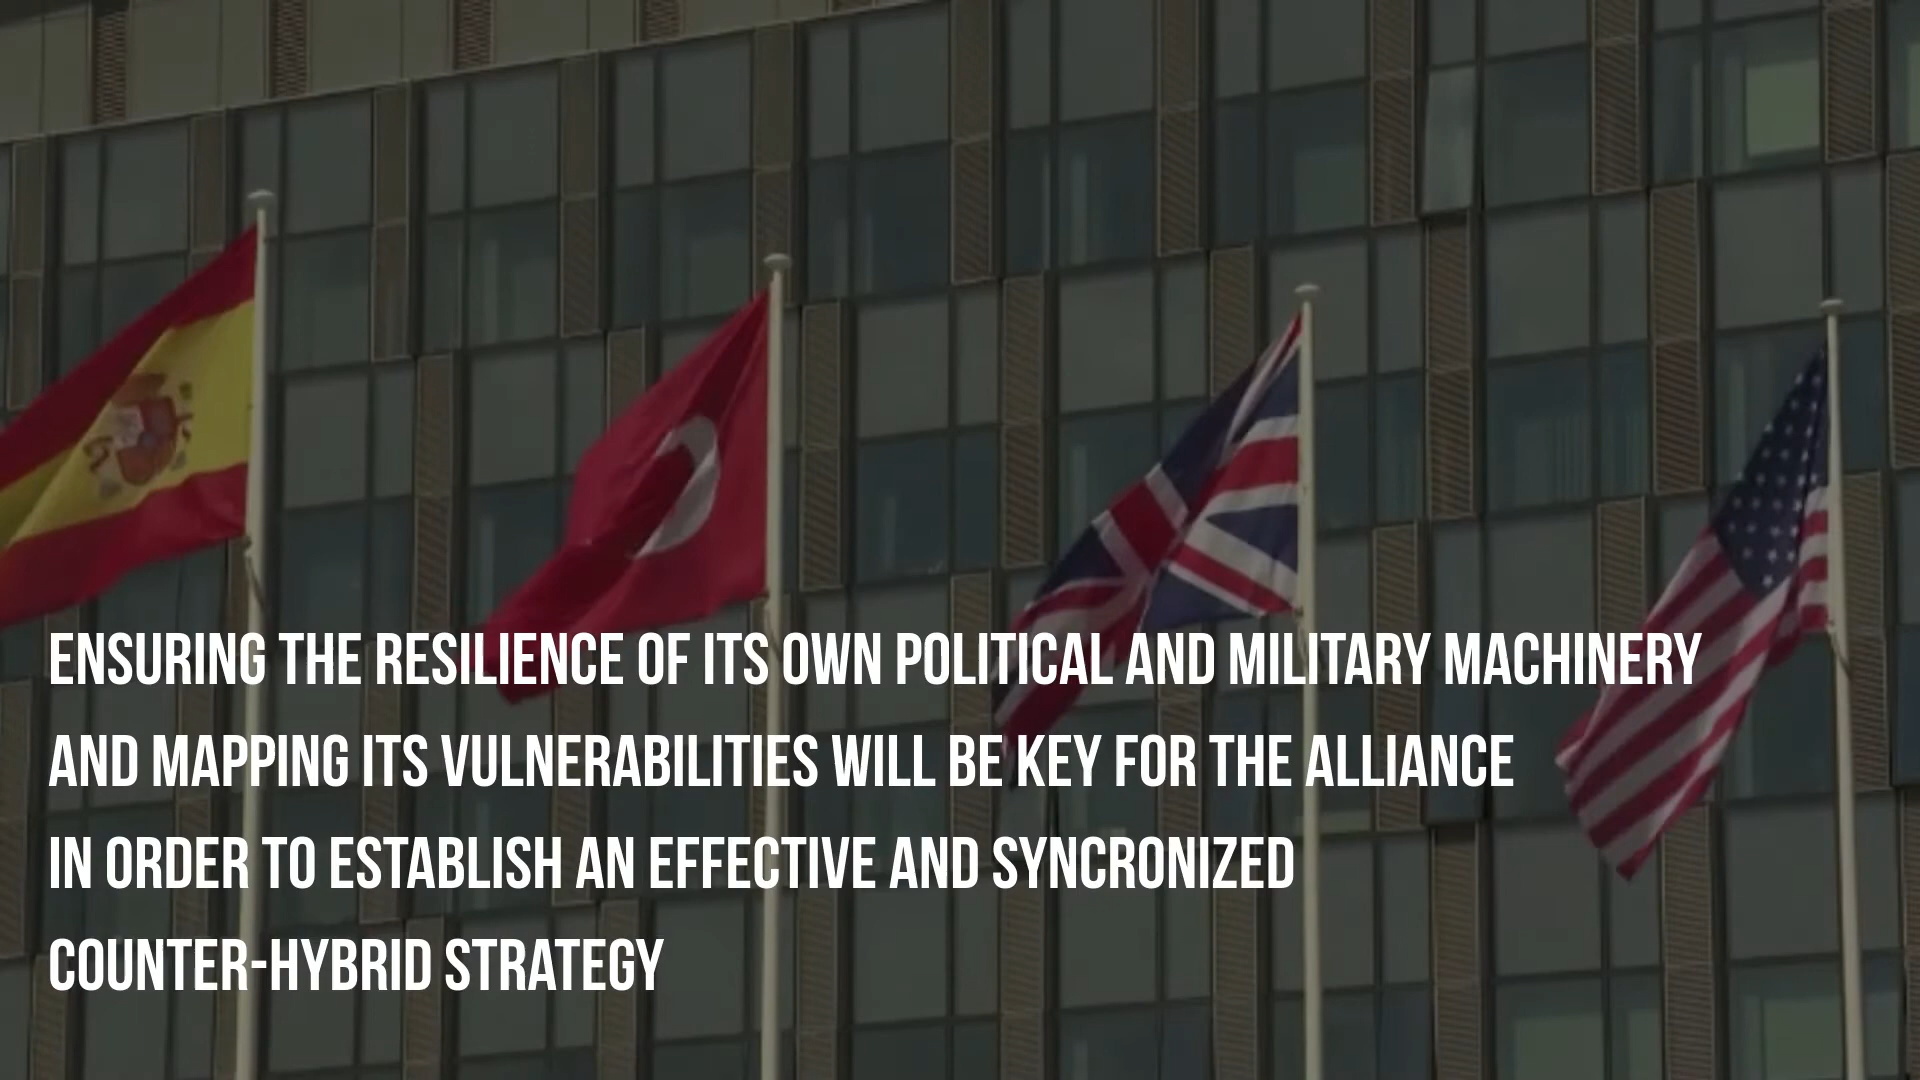 ENSURING THE RESILIENCE OF ITS OWN POLITICAL AND MILITARY MACHINERY
AND MAPPING ITS VULNERABILITIES WILL BE KEY FOR THE ALLIANCE
IN ORDER TO ESTABLISH AN EFFECTIVE AND SYNCRONIZED
COUNTER-HYBRID STRATEGY